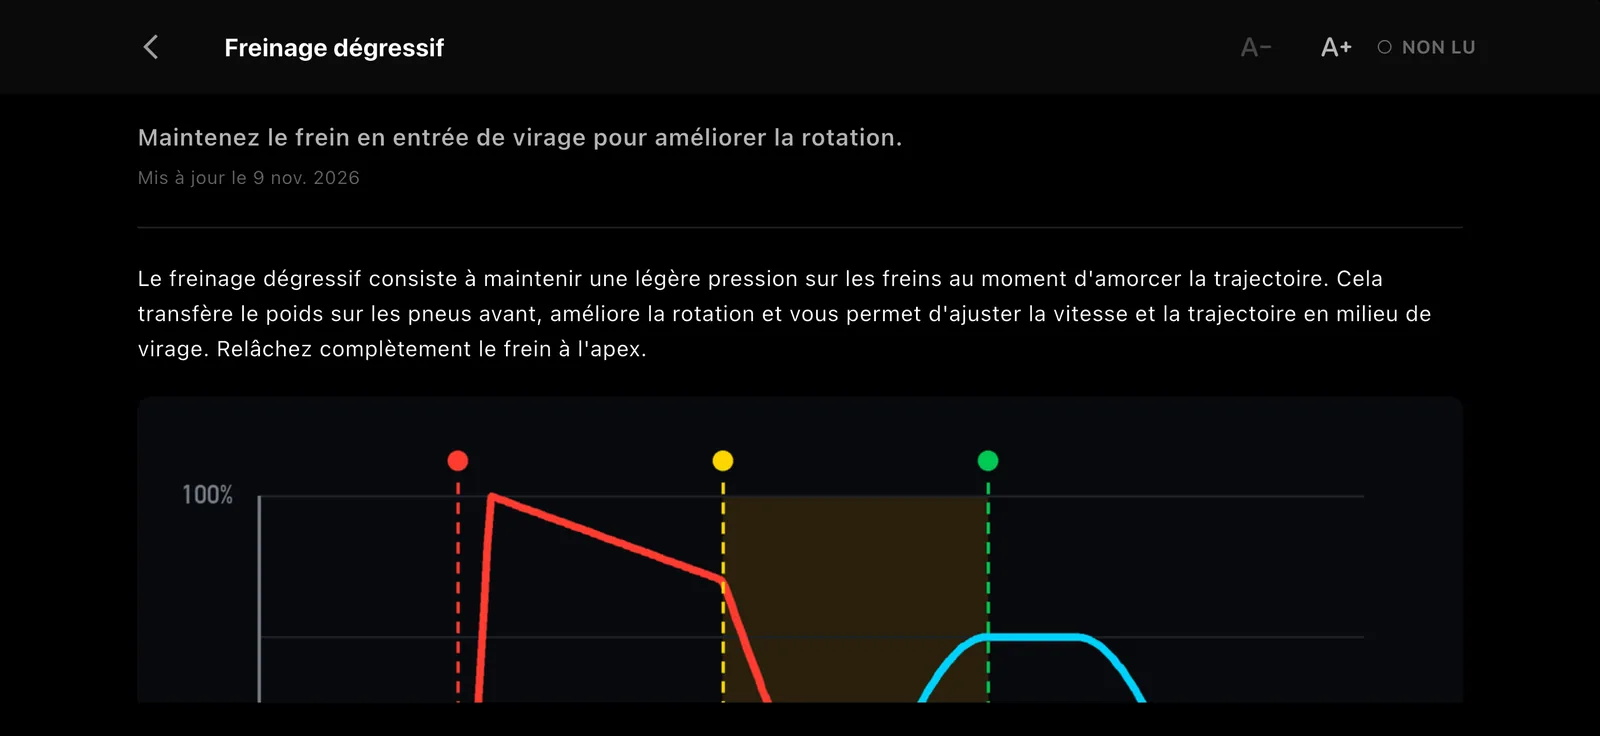 Freinage dégressif
A−
A+
NON LU
Maintenez le frein en entrée de virage pour améliorer la rotation.
Mis à jour le 9 nov. 2026
Le freinage dégressif consiste à maintenir une légère pression sur les freins au moment d'amorcer la trajectoire. Cela
transfère le poids sur les pneus avant, améliore la rotation et vous permet d'ajuster la vitesse et la trajectoire en milieu de
virage. Relâchez complètement le frein à l'apex.
100%